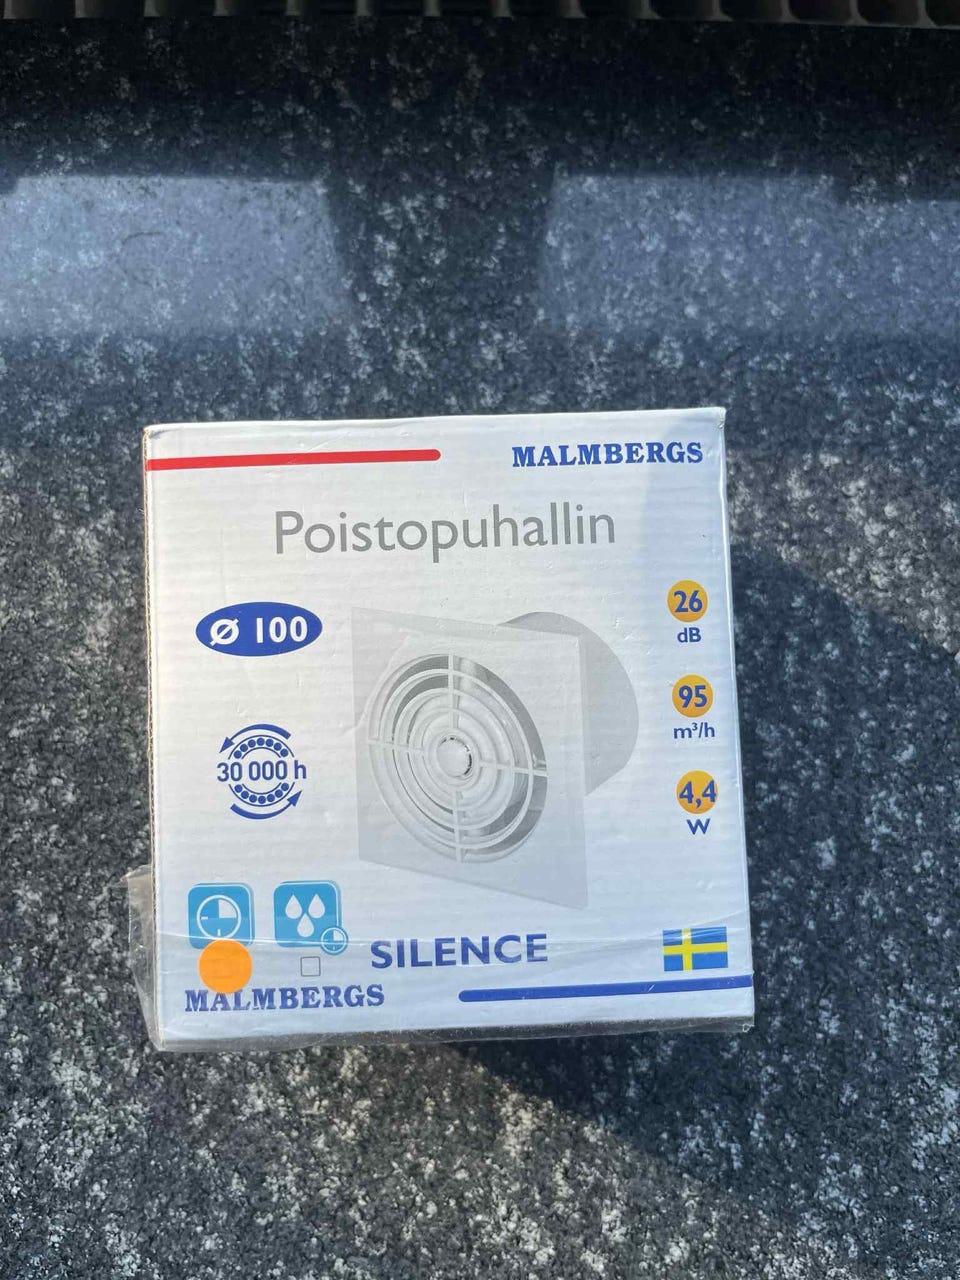 MALMBERGS
Poistopuhallin
Ø 100
26
dB
95
m³/h
30 000 h
4,4
W
SILENCE
MALMBERGS